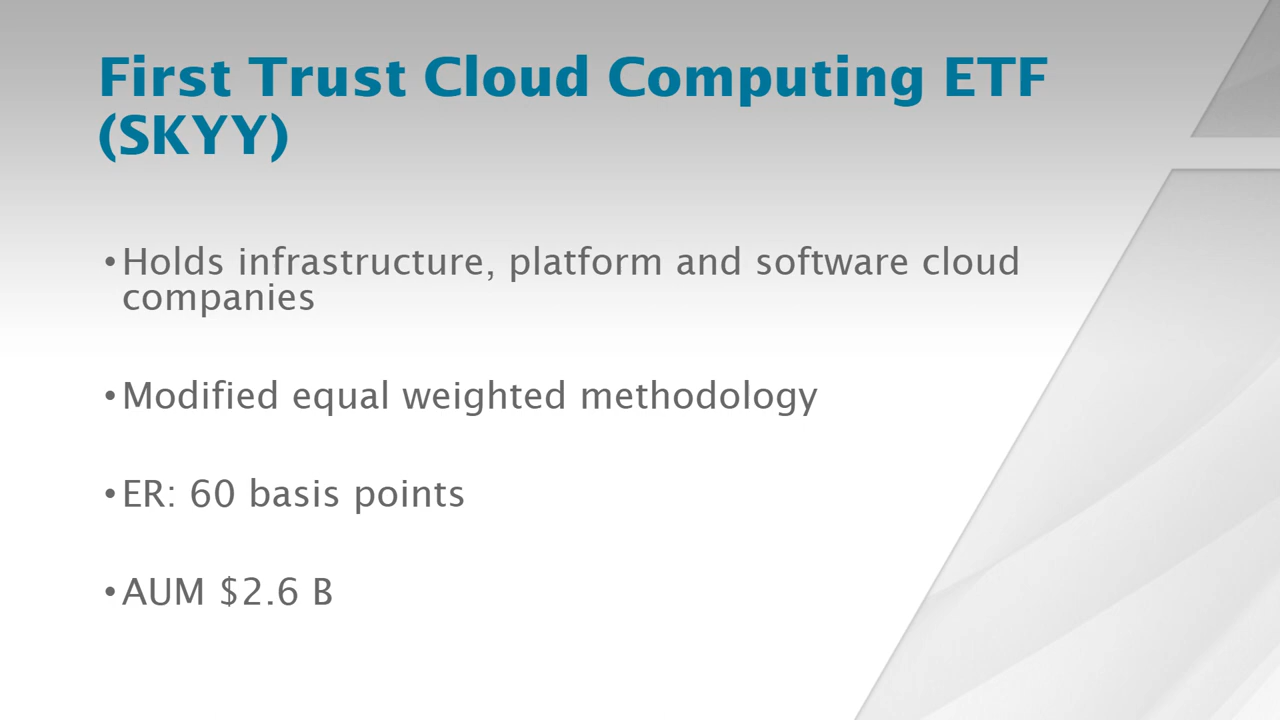 First Trust Cloud Computing ETF
(SKYY)
•Holds infrastructure, platform and software cloud
companies
•Modified equal weighted methodology
•ER: 60 basis points
•AUM $2.6 B